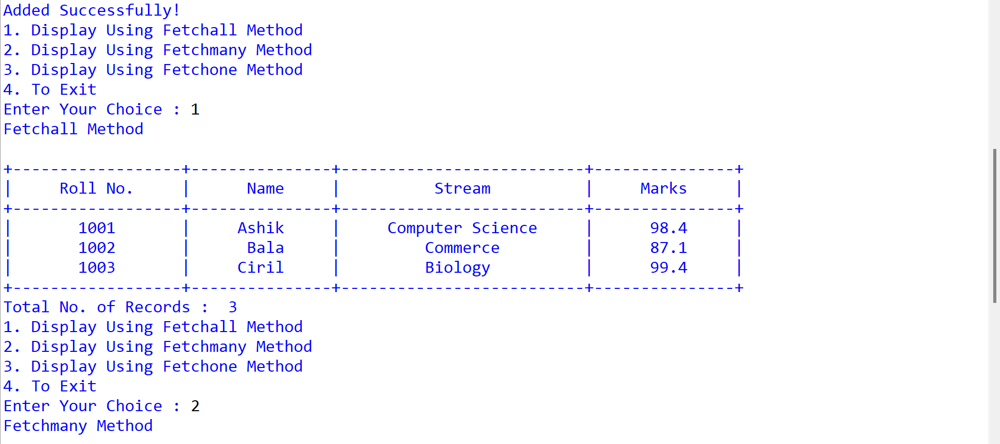 Added Successfully!
1. Display Using Fetchall Method
2. Display Using Fetchmany Method
3. Display Using Fetchone Method
4. To Exit
Enter Your Choice : 1
Fetchall Method

+------------------+---------------+--------------------------+---------------+
|     Roll No.     |      Name     |          Stream          |     Marks     |
+------------------+---------------+--------------------------+---------------+
|       1001       |     Ashik     |     Computer Science     |      98.4     |
|       1002       |      Bala     |         Commerce         |      87.1     |
|       1003       |     Ciril     |         Biology          |      99.4     |
+------------------+---------------+--------------------------+---------------+
Total No. of Records :  3
1. Display Using Fetchall Method
2. Display Using Fetchmany Method
3. Display Using Fetchone Method
4. To Exit
Enter Your Choice : 2
Fetchmany Method